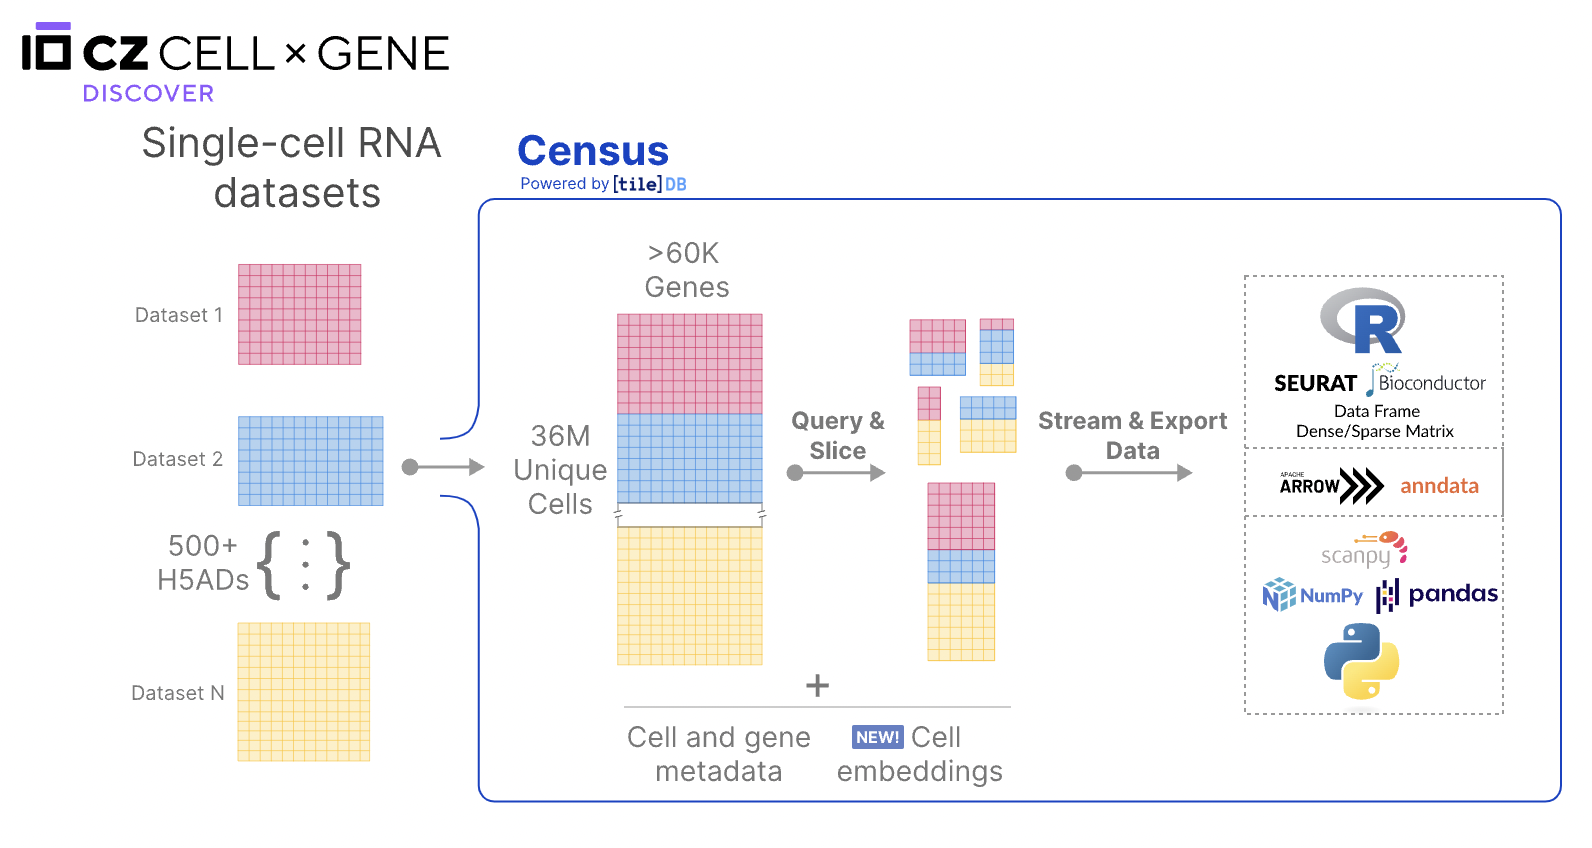 CZ CELL × GENE
DISCOVER
Single-cell RNA
datasets
Census
Powered by [tile]DB
Dataset 1
Dataset 2
500+
H5ADs
{ : }
Dataset N
>60K
Genes
36M
Unique
Cells
Query &
Slice
Stream & Export
Data
+
Cell and gene
metadata
NEW! Cell
embeddings
R
SEURAT Bioconductor
Data Frame
Dense/Sparse Matrix
APACHE
ARROW
anndata
scanpy
NumPy pandas